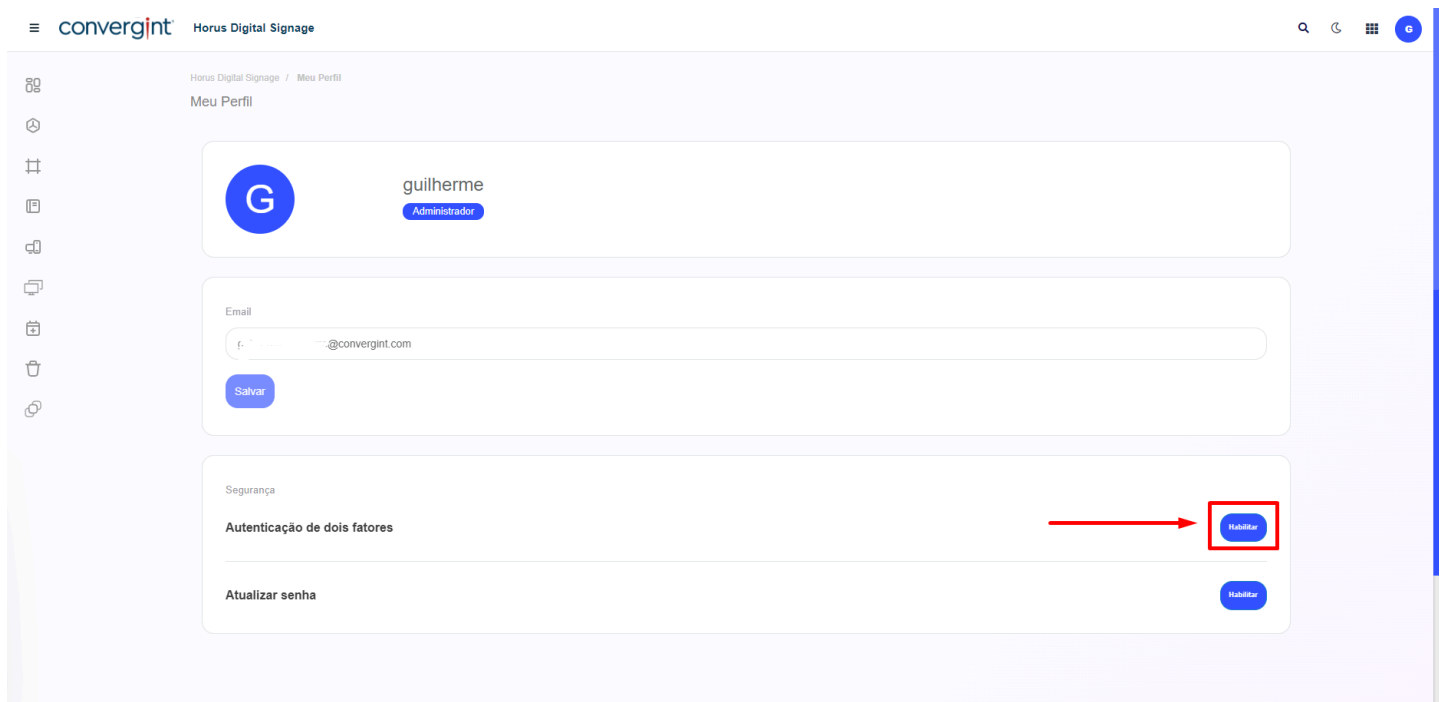 convergint Horus Digital Signage G
Horus Digital Signage / Meu Perfil
Meu Perfil
G
guilherme
Administrador
Email
@convergint.com
Salvar
Segurança
Autenticação de dois fatores Habilitar
Atualizar senha Habilitar